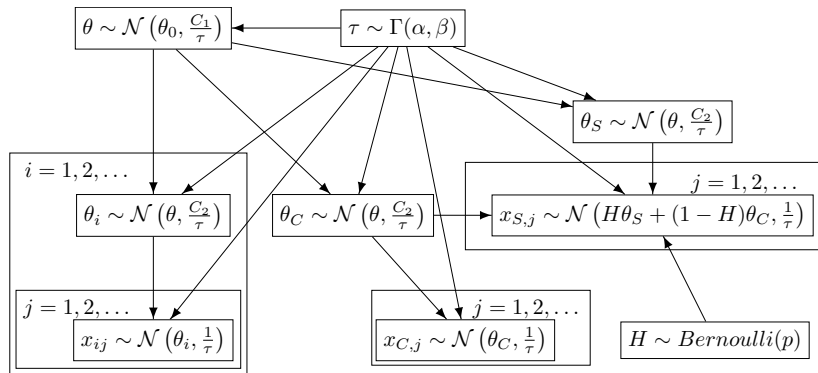 θ ∼ 𝒩(θ₀, C₁/τ)
τ ∼ Γ(α, β)
θ_S ∼ 𝒩(θ, C₂/τ)
i = 1, 2, …
j = 1, 2, …
θ_i ∼ 𝒩(θ, C₂/τ)
θ_C ∼ 𝒩(θ, C₂/τ)
x_{S,j} ∼ 𝒩(Hθ_S + (1 − H)θ_C, 1/τ)
j = 1, 2, …
j = 1, 2, …
x_{ij} ∼ 𝒩(θ_i, 1/τ)
x_{C,j} ∼ 𝒩(θ_C, 1/τ)
H ∼ Bernoulli(p)